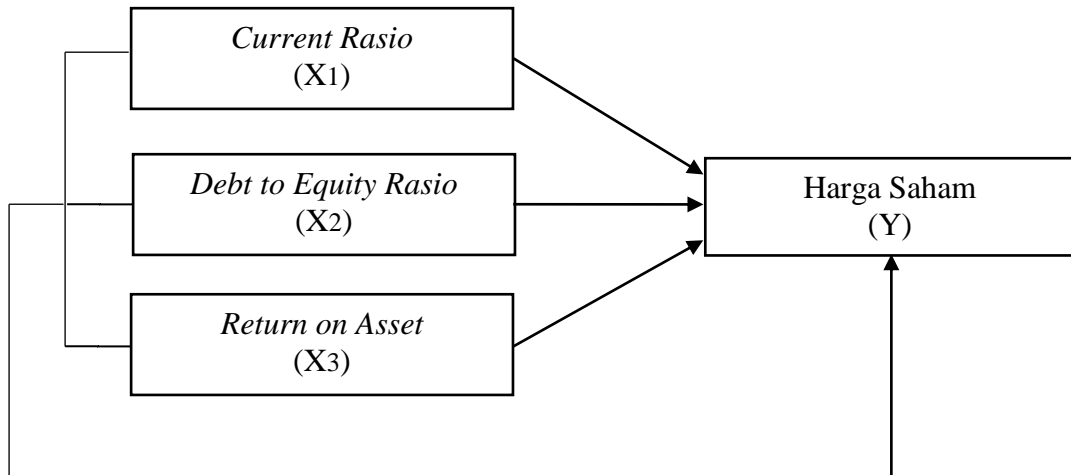 Current Rasio
(X1)
Debt to Equity Rasio
(X2)
Harga Saham
(Y)
Return on Asset
(X3)